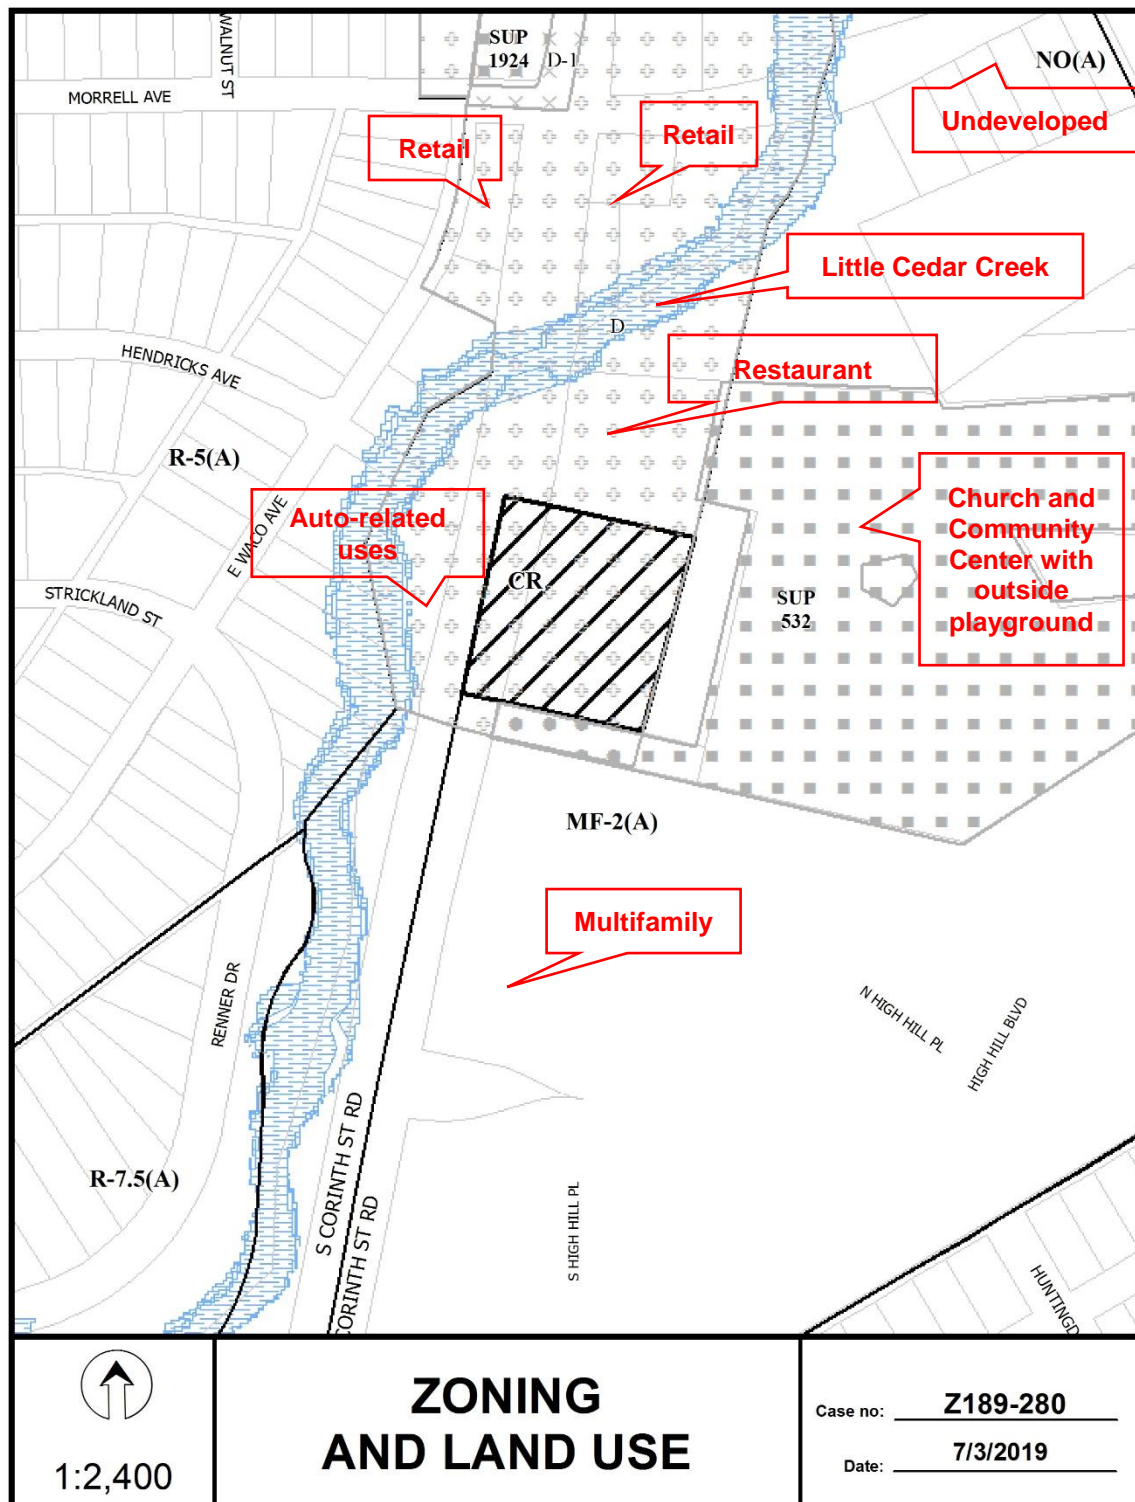 WALNUT ST
SUP
1924
D-1
NO(A)
MORRELL AVE
Retail
Retail
Undeveloped
Little Cedar Creek
D
HENDRICKS AVE
Restaurant
R-5(A)
Auto-related
uses
E WACO AVE
Church and
Community
Center with
outside
playground
CR
STRICKLAND ST
SUP
532
MF-2(A)
Multifamily
RENNER DR
N HIGH HILL PL
HIGH HILL BLVD
S CORINTH ST RD
CORINTH ST RD
R-7.5(A)
S HIGH HILL PL
HUNTINGD
1:2,400
ZONING
AND LAND USE
Case no: Z189-280
Date: 7/3/2019